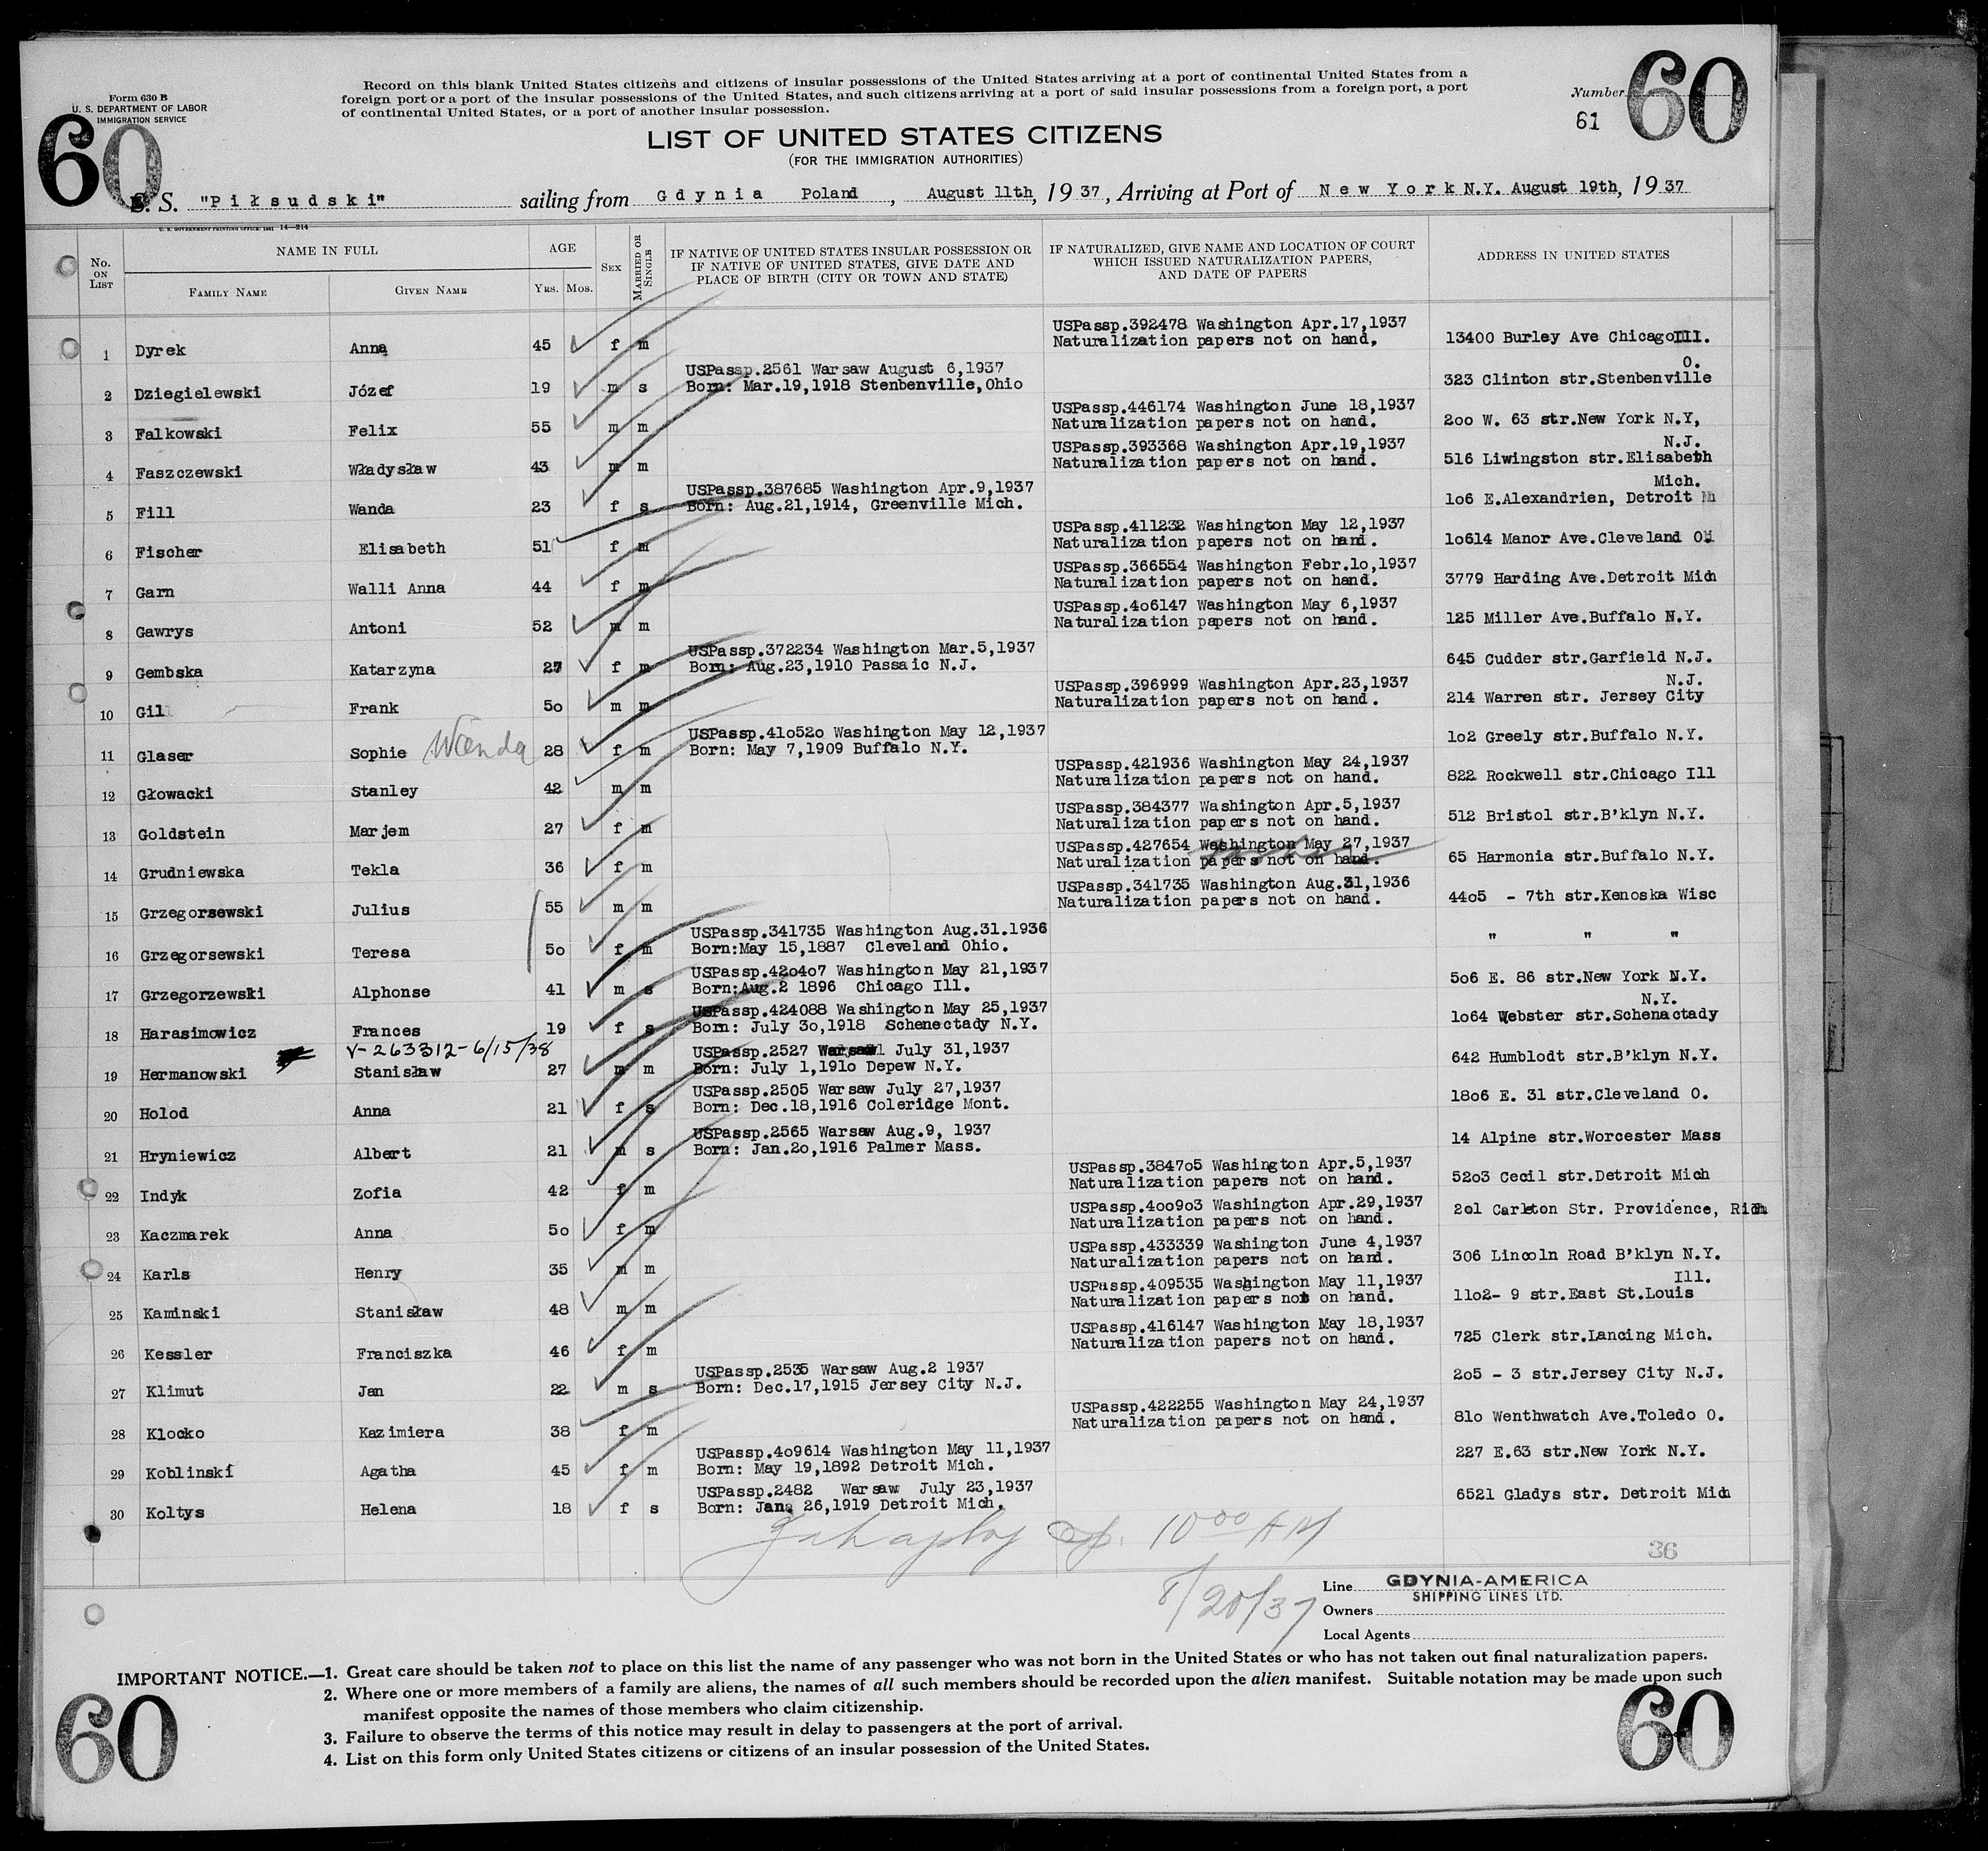 60
60
Form 630 B
U. S. DEPARTMENT OF LABOR
IMMIGRATION SERVICE
Record on this blank United States citizens and citizens of insular possessions of the United States arriving at a port of continental United States from a
foreign port or a port of the insular possessions of the United States, and such citizens arriving at a port of said insular possessions from a foreign port, a port
of continental United States, or a port of another insular possession.
Number
61
LIST OF UNITED STATES CITIZENS
(FOR THE IMMIGRATION AUTHORITIES)
S. S. "Piłsudski" sailing from Gdynia Poland, August 11th, 1937, Arriving at Port of New York N.Y. August 19th, 1937
U. S. GOVERNMENT PRINTING OFFICE: 1931 14—214
No. ON LIST
NAME IN FULL
FAMILY NAME
GIVEN NAME
AGE
YRS. MOS.
SEX
MARRIED OR SINGLE
IF NATIVE OF UNITED STATES INSULAR POSSESSION OR
IF NATIVE OF UNITED STATES, GIVE DATE AND
PLACE OF BIRTH (CITY OR TOWN AND STATE)
IF NATURALIZED, GIVE NAME AND LOCATION OF COURT
WHICH ISSUED NATURALIZATION PAPERS,
AND DATE OF PAPERS
ADDRESS IN UNITED STATES
USPassp.392478 Washington Apr.17,1937
1 Dyrek Anna 45 f m Naturalization papers not on hand, 13400 Burley Ave Chicago Ill.
USPassp.2561 Warsaw August 6,1937 O.
2 Dziegielewski Józef 19 m s Born: Mar.19,1918 Stenbenville,Ohio 323 Clinton str.Stenbenville
USPassp.446174 Washington June 18,1937
3 Falkowski Felix 55 m m Naturalization papers not on hand. 2oo W. 63 str.New York N.Y,
USPassp.393368 Washington Apr.19,1937 N.J.
4 Faszczewski Władysław 43 m m Naturalization papers not on hand. 516 Liwingston str.Elisabeth
USPassp.387685 Washington Apr.9,1937 Mich.
5 Fill Wanda 23 f s Born: Aug.21,1914, Greenville Mich. 1o6 E.Alexandrien, Detroit
USPassp.411232 Washington May 12,1937
6 Fischer Elisabeth 51 f m Naturalization papers not on hand. 1o614 Manor Ave.Cleveland
USPassp.366554 Washington Febr.1o,1937
7 Garn Walli Anna 44 f m Naturalization papers not on hand. 3779 Harding Ave.Detroit Mich
USPassp.4o6147 Washington May 6,1937
8 Gawrys Antoni 52 m m Naturalization papers not on hand. 125 Miller Ave.Buffalo N.Y.
USPassp.372234 Washington Mar.5,1937
9 Gembska Katarzyna 27 f m Born: Aug.23,1910 Passaic N.J. 645 Cudder str.Garfield N.J.
USPassp.396999 Washington Apr.23,1937 N.J.
10 Gil Frank 5o m m Naturalization papers not on hand. 214 Warren str. Jersey City
USPassp.41o52o Washington May 12,1937
11 Glaser Sophie Wanda 28 f m Born: May 7,1909 Buffalo N.Y. 1o2 Greely str.Buffalo N.Y.
USPassp.421936 Washington May 24,1937
12 Głowacki Stanley 42 m m Naturalization papers not on hand. 822 Rockwell str.Chicago Ill
USPassp.384377 Washington Apr.5,1937
13 Goldstein Marjem 27 f m Naturalization papers not on hand. 512 Bristol str.B'klyn N.Y.
USPassp.427654 Washington May 27,1937
14 Grudniewska Tekla 36 f m Naturalization papers not on hand. 65 Harmonia str.Buffalo N.Y.
USPassp.341735 Washington Aug.31,1936
15 Grzegorsewski Julius 55 m m Naturalization papers not on hand. 44o5 - 7th str.Kenoska Wisc
USPassp.341735 Washington Aug.31.1936
16 Grzegorsewski Teresa 5o f m Born:May 15,1887 Cleveland Ohio. " " "
USPassp.42o4o7 Washington May 21,1937
17 Grzegorzewski Alphonse 41 m s Born:Aug.2 1896 Chicago Ill. 5o6 E. 86 str.New York N.Y.
USPassp.424088 Washington May 25,1937 N.Y.
18 Harasimowicz Frances 19 f s Born: July 3o,1918 Schenectady N.Y. 1o64 Webster str.Schenactady
V-263312-6/15/38
USPassp.2527 Warsaw July 31,1937
19 Hermanowski Stanisław 27 m m Born: July 1,191o Depew N.Y. 642 Humblodt str.B'klyn N.Y.
USPassp.25o5 Warsaw July 27,1937
20 Holod Anna 21 f s Born: Dec.18,1916 Coleridge Mont. 18o6 E. 31 str.Cleveland O.
USPassp.2565 Warsaw Aug.9, 1937
21 Hryniewicz Albert 21 m s Born: Jan.2o,1916 Palmer Mass. 14 Alpine str.Worcester Mass
USPassp.3847o5 Washington Apr.5,1937
22 Indyk Zofia 42 f m Naturalization papers not on hand. 52o3 Cecil str.Detroit Mich
USPassp.4oo9o3 Washington Apr.29,1937
23 Kaczmarek Anna 5o f m Naturalization papers not on hand. 2o1 Carlton Str. Providence,
USPassp.433339 Washington June 4,1937
24 Karls Henry 35 m m Naturalization papers not on hand. 306 Lincoln Road B'klyn N.Y.
USPassp.409535 Washington May 11,1937 Ill.
25 Kaminski Stanisław 48 m m Naturalization papers not on hand. 11o2- 9 str.East St.Louis
USPassp.416147 Washington May 18,1937
26 Kessler Franciszka 46 f m Naturalization papers not on hand. 725 Clerk str.Lancing Mich.
USPassp.2535 Warsaw Aug.2 1937
27 Klimut Jan 22 m s Born: Dec.17,1915 Jersey City N.J. 2o5 - 3 str.Jersey City N.J.
USPassp.422255 Washington May 24,1937
28 Klocko Kazimiera 38 f m Naturalization papers not on hand. 81o Wenthwatch Ave.Toledo O.
USPassp.4o9614 Washington May 11,1937
29 Koblinski Agatha 45 f m Born: May 19,1892 Detroit Mich. 227 E.63 str.New York N.Y.
USPassp.2482 Warsaw July 23,1937
30 Koltys Helena 18 f s Born: Jan. 26,1919 Detroit Mich. 6521 Gladys str. Detroit Mich
10 00 AM
36
8/20/37
Line GDYNIA-AMERICA
SHIPPING LINES LTD.
Owners
Local Agents
IMPORTANT NOTICE.—1. Great care should be taken not to place on this list the name of any passenger who was not born in the United States or who has not taken out final naturalization papers.
2. Where one or more members of a family are aliens, the names of all such members should be recorded upon the alien manifest. Suitable notation may be made upon such
manifest opposite the names of those members who claim citizenship.
3. Failure to observe the terms of this notice may result in delay to passengers at the port of arrival.
4. List on this form only United States citizens or citizens of an insular possession of the United States.
60
60